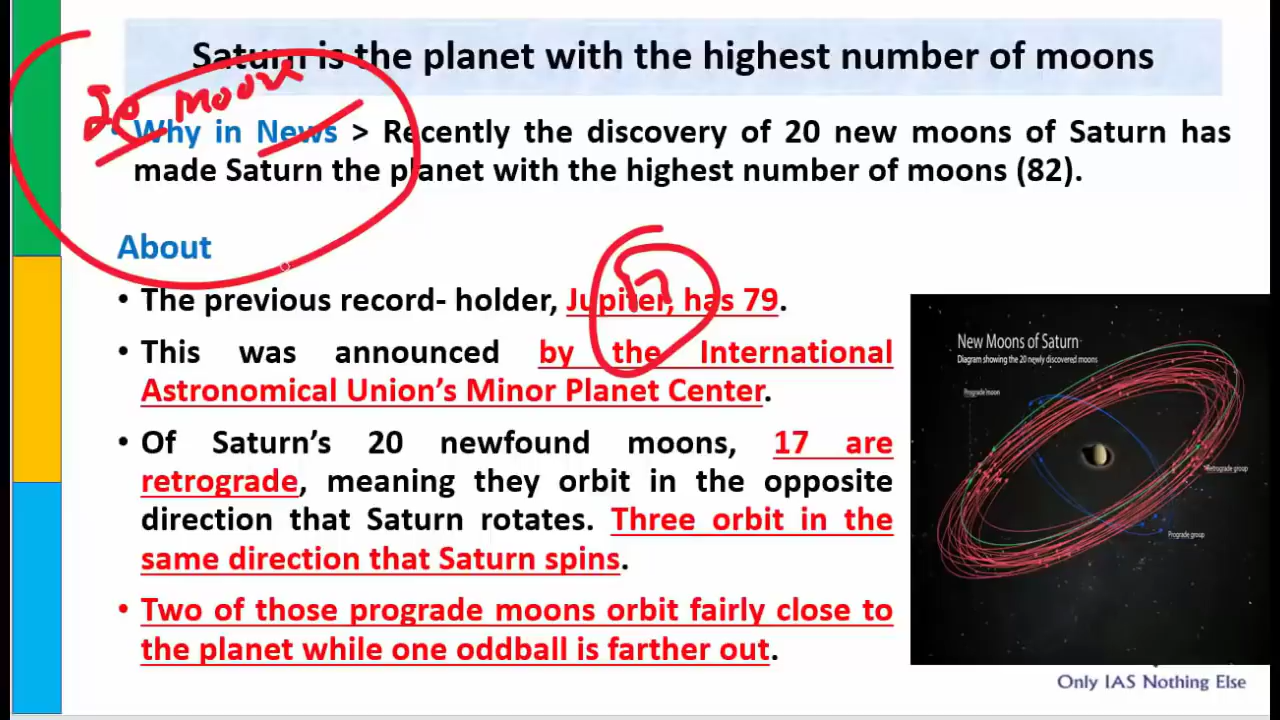 Saturn is the planet with the highest number of moons
20 moons
• Why in News > Recently the discovery of 20 new moons of Saturn has
made Saturn the planet with the highest number of moons (82).
About
• The previous record- holder, Jupiter, has 79.
• This was announced by the International
Astronomical Union's Minor Planet Center.
• Of Saturn's 20 newfound moons, 17 are
retrograde, meaning they orbit in the opposite
direction that Saturn rotates. Three orbit in the
same direction that Saturn spins.
• Two of those prograde moons orbit fairly close to
the planet while one oddball is farther out.
New Moons of Saturn
Diagram showing the 20 newly discovered moons
Prograde moon
Retrograde group
Prograde group
Only IAS Nothing Else